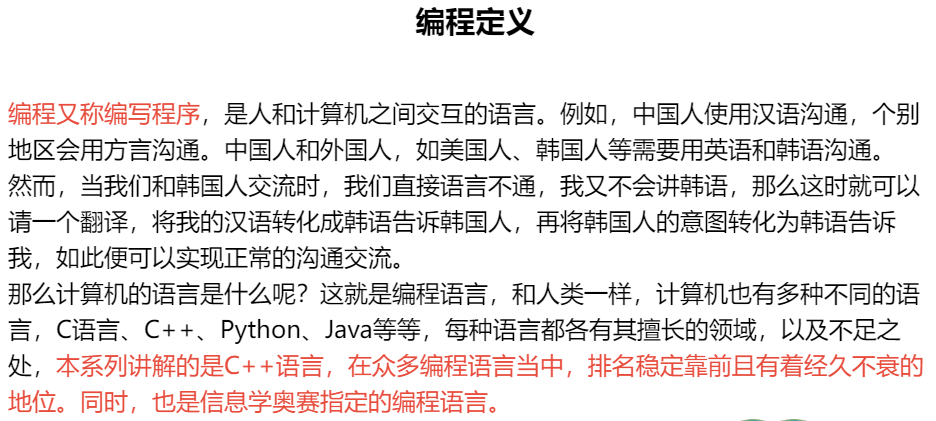 编程定义
编程又称编写程序，是人和计算机之间交互的语言。例如，中国人使用汉语沟通，个别
地区会用方言沟通。中国人和外国人，如美国人、韩国人等需要用英语和韩语沟通。
然而，当我们和韩国人交流时，我们直接语言不通，我又不会讲韩语，那么这时就可以
请一个翻译，将我的汉语转化成韩语告诉韩国人，再将韩国人的意图转化为韩语告诉
我，如此便可以实现正常的沟通交流。
那么计算机的语言是什么呢？这就是编程语言，和人类一样，计算机也有多种不同的语
言，C语言、C++、Python、Java等等，每种语言都各有其擅长的领域，以及不足之
处，本系列讲解的是C++语言，在众多编程语言当中，排名稳定靠前且有着经久不衰的
地位。同时，也是信息学奥赛指定的编程语言。